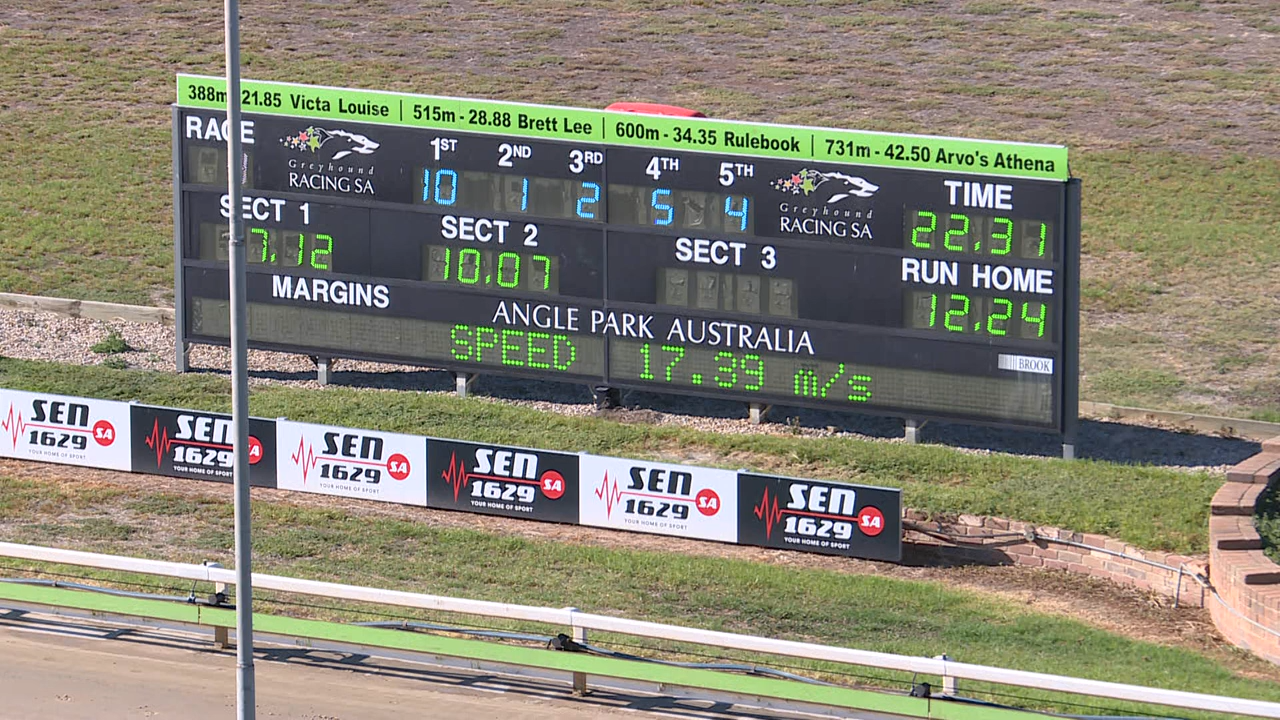 388m 21.85 Victa Louise | 515m - 28.88 Brett Lee | 600m - 34.35 Rulebook | 731m - 42.50 Arvo's Athena
RACE
Greyhound
RACING SA
1ST 2ND 3RD 4TH 5TH
10 1 2 5 4
Greyhound
RACING SA
TIME
22.31
SECT 1
7.12
SECT 2
10.07
SECT 3
RUN HOME
12.24
MARGINS
ANGLE PARK AUSTRALIA
SPEED 17.39 m/s
BROOK
SEN
1629 SA
YOUR HOME OF SPORT
SEN
1629 SA
YOUR HOME OF SPORT
SEN
1629 SA
YOUR HOME OF SPORT
SEN
1629 SA
YOUR HOME OF SPORT
SEN
1629 SA
YOUR HOME OF SPORT
SEN
1629 SA
YOUR HOME OF SPORT